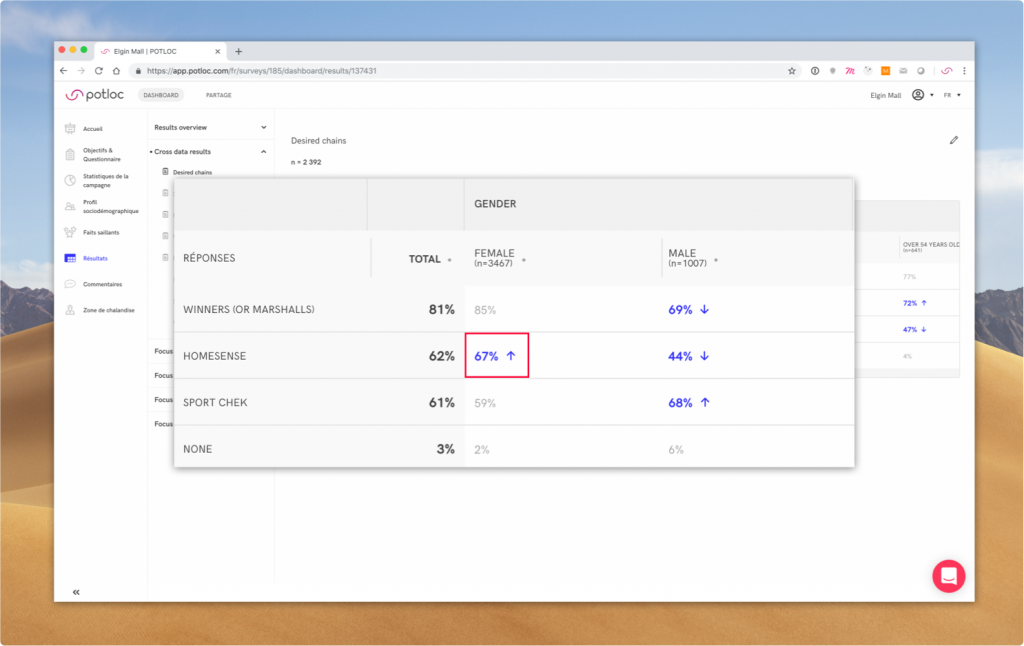 Elgin Mall | POTLOC
https://app.potloc.com/fr/surveys/185/dashboard/results/137431
potloc DASHBOARD PARTAGE Elgin Mall FR
Accueil
Objectifs &
Questionnaire
Statistiques de la
campagne
Profil
sociodémographique
Faits saillants
Résultats
Commentaires
Zone de chalandise
Results overview
Cross data results
Desired chains
Focus
Focus
Focus
Focus
Desired chains
n = 2 392
GENDER
RÉPONSES TOTAL FEMALE MALE
(n=3467) (n=1007)
WINNERS (OR MARSHALLS) 81% 85% 69% ↓
HOMESENSE 62% 67% ↑ 44% ↓
SPORT CHEK 61% 59% 68% ↑
NONE 3% 2% 6%
OVER 54 YEARS OLD
(n=641)
77%
72% ↑
47% ↓
4%
«